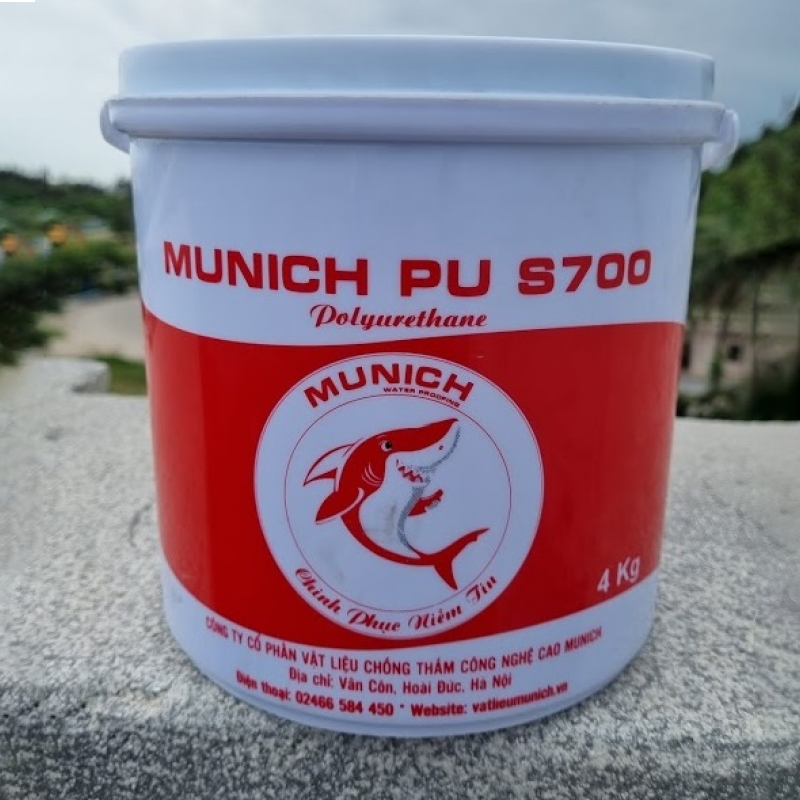 MUNICH PU S700
Polyurethane
MUNICH
WATER PROOFING
Chinh Phục Niềm Tin
4 Kg
CÔNG TY CỔ PHẦN VẬT LIỆU CHỐNG THẤM CÔNG NGHỆ CAO MUNICH
Địa chỉ: Vân Côn, Hoài Đức, Hà Nội
Điện thoại: 02466 584 450 * Website: vatlieumunich.vn